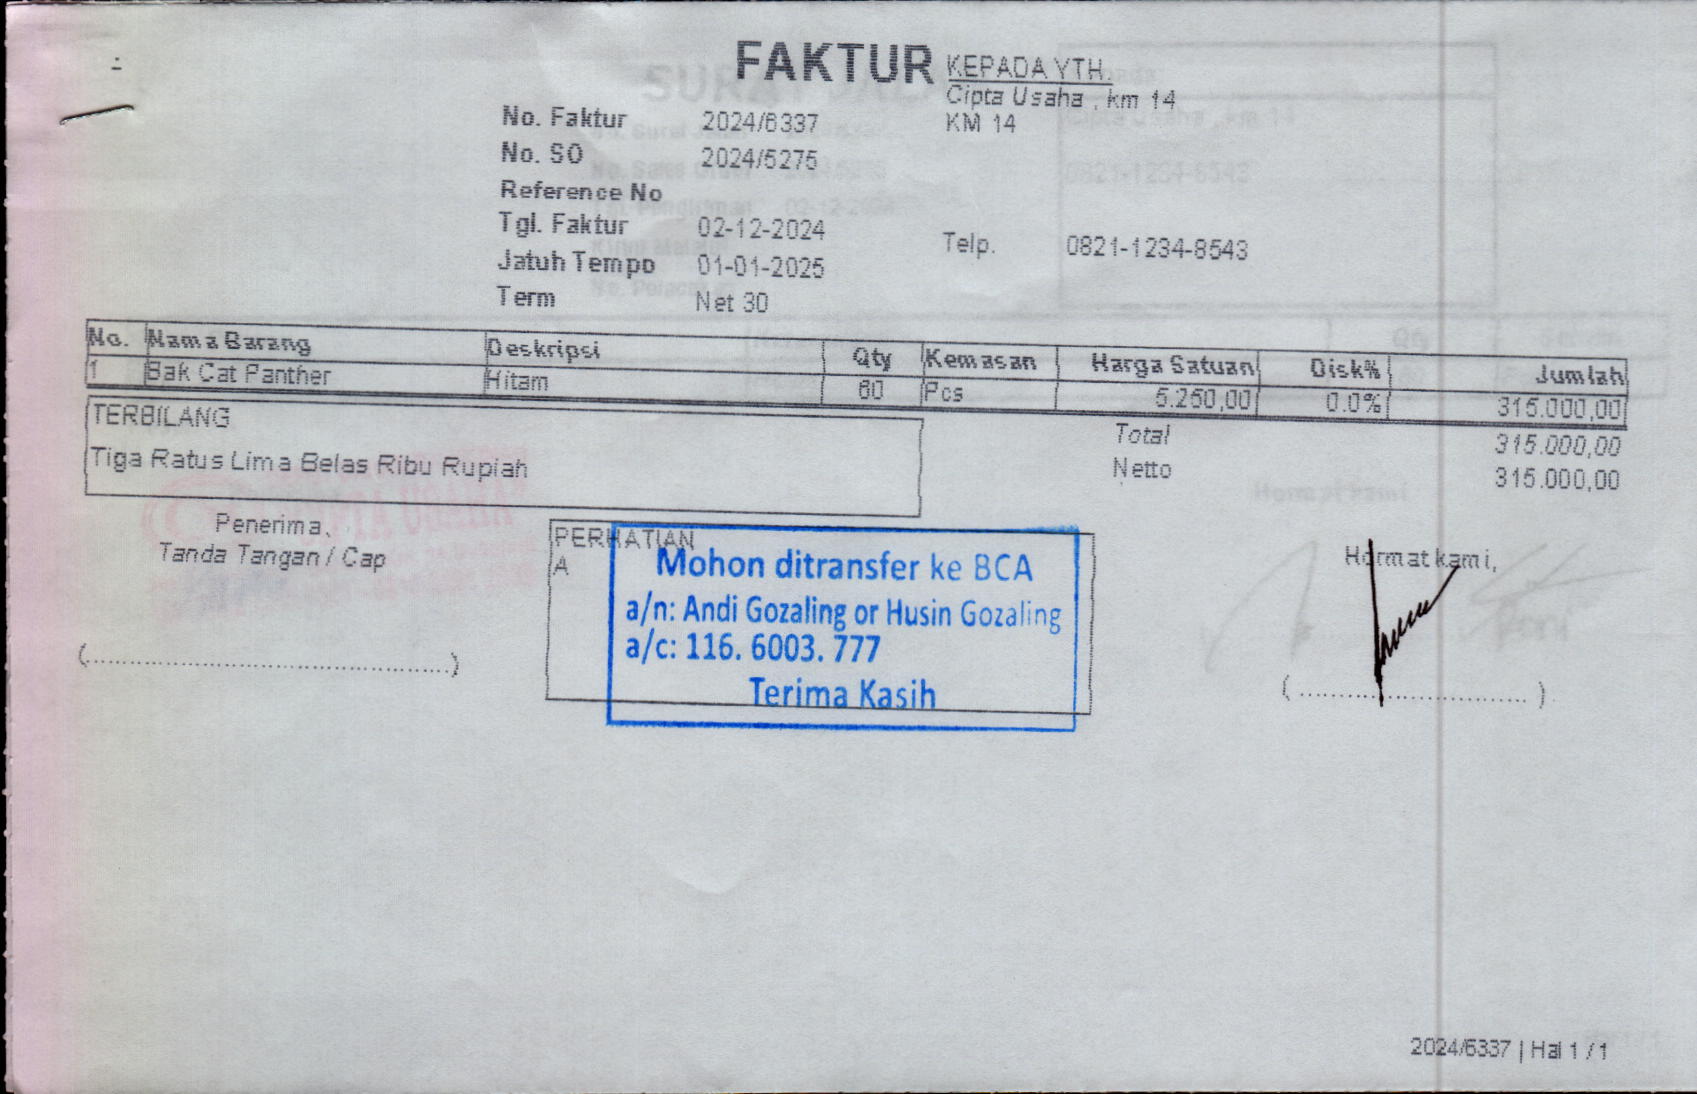 FAKTUR
No. Faktur 2024/6337
No. SO 2024/5275
Reference No
Tgl. Faktur 02-12-2024
Jatuh Tempo 01-01-2025
Term Net 30
KEPADA YTH.
Cipta Usaha , km 14
KM 14
Telp. 0821-1234-8543
No. Nama Barang Deskripsi Qty Kemasan Harga Satuan Disk% Jumlah
1 Bak Cat Panther Hitam 60 Pcs 5.250,00 0.0% 315.000,00
TERBILANG
Tiga Ratus Lima Belas Ribu Rupiah
Total 315.000,00
Netto 315.000,00
Penerima,
Tanda Tangan / Cap
PERHATIAN
A
Mohon ditransfer ke BCA
a/n: Andi Gozaling or Husin Gozaling
a/c: 116. 6003. 777
Terima Kasih
Hormat kami,
2024/6337 | Hal 1 / 1